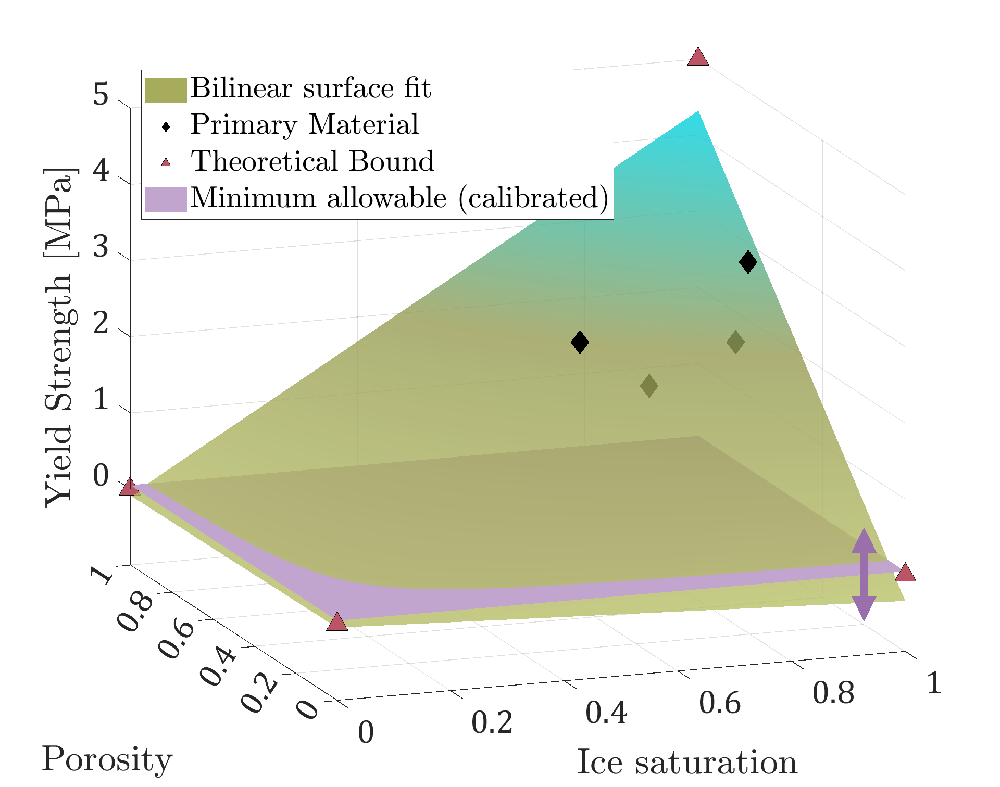 Bilinear surface fit
Primary Material
Theoretical Bound
Minimum allowable (calibrated)
Yield Strength [MPa]
5
4
3
2
1
0
1
0.8
0.6
0.4
0.2
0
0
0.2
0.4
0.6
0.8
1
Porosity
Ice saturation